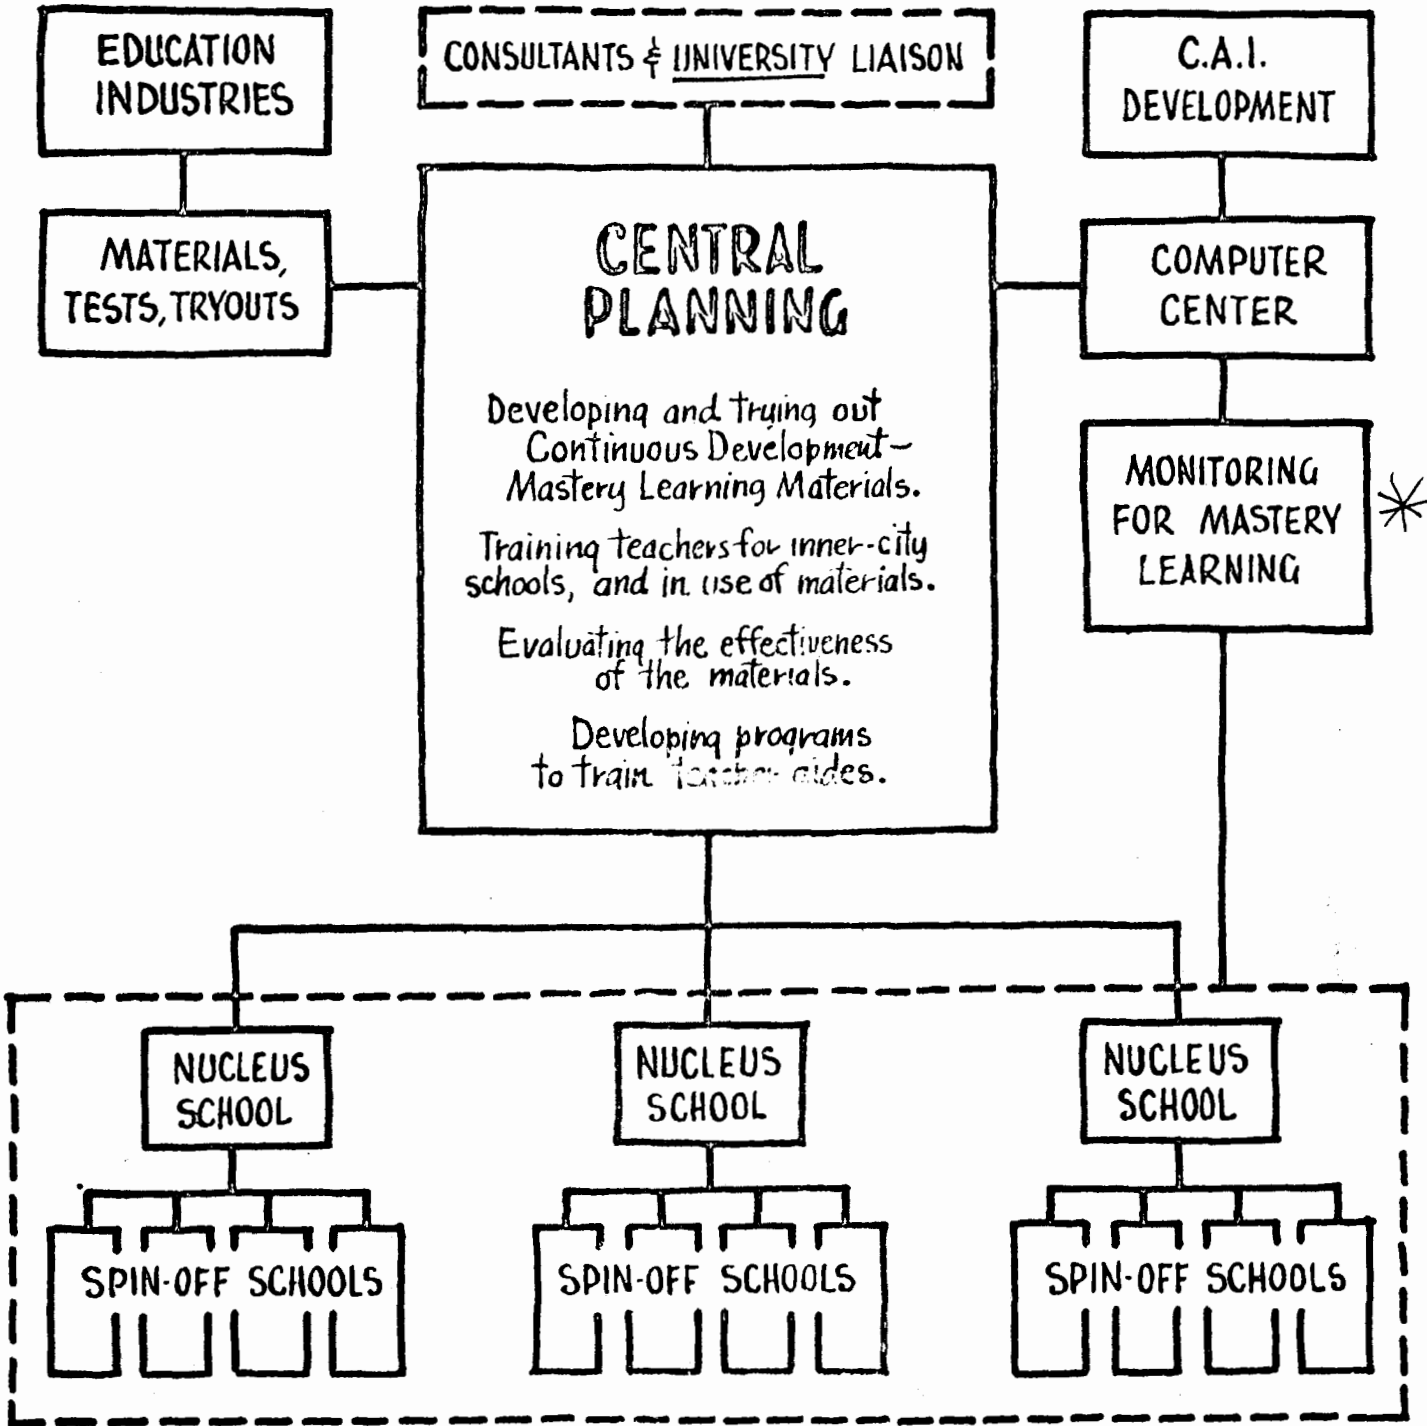 EDUCATION
INDUSTRIES
CONSULTANTS & UNIVERSITY LIAISON
C.A.I.
DEVELOPMENT
MATERIALS,
TESTS, TRYOUTS
CENTRAL
PLANNING
Developing and trying out
Continuous Development—
Mastery Learning Materials.
Training teachers for inner-city
schools, and in use of materials.
Evaluating the effectiveness
of the materials.
Developing programs
to train teacher aides.
COMPUTER
CENTER
MONITORING
FOR MASTERY
LEARNING
*
NUCLEUS
SCHOOL
NUCLEUS
SCHOOL
NUCLEUS
SCHOOL
SPIN-OFF SCHOOLS
SPIN-OFF SCHOOLS
SPIN-OFF SCHOOLS